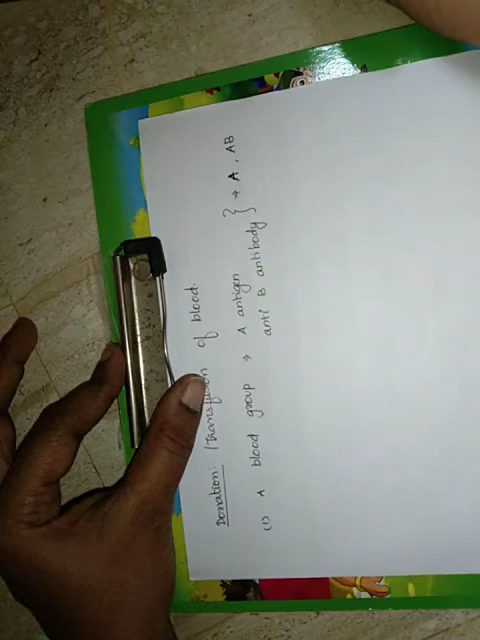 Donation: / Transfusion of blood.
(1) A blood group → A antigen } → A, AB
anti B antibody